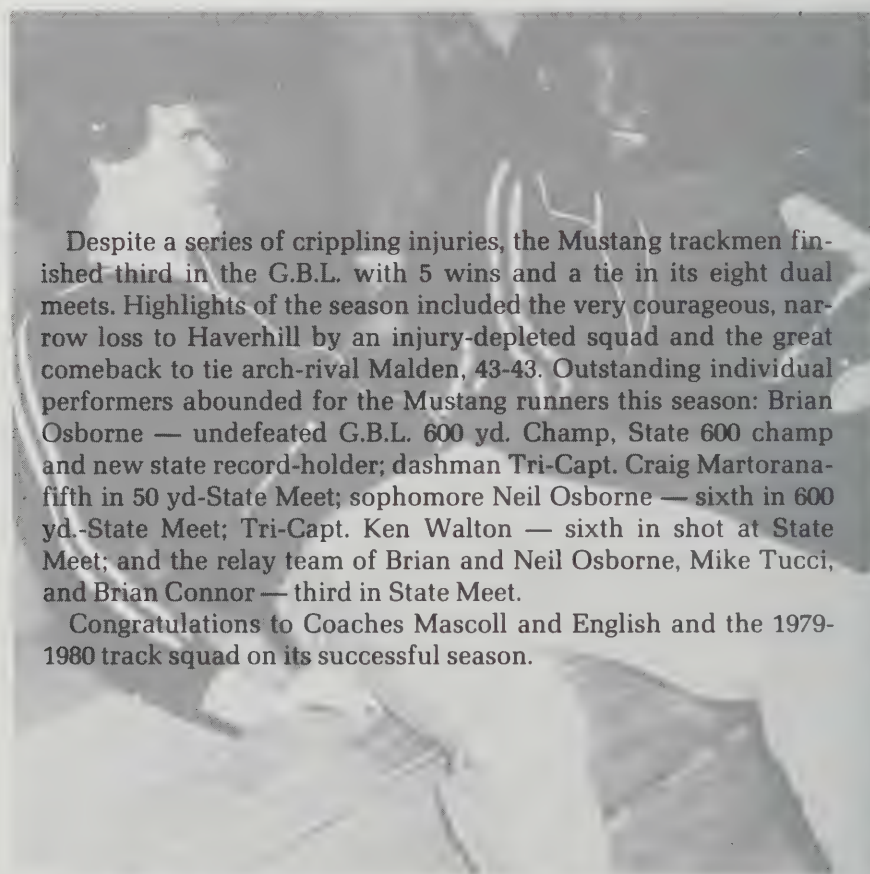 Despite a series of crippling injuries, the Mustang trackmen fin-
ished third in the G.B.L. with 5 wins and a tie in its eight dual
meets. Highlights of the season included the very courageous, nar-
row loss to Haverhill by an injury-depleted squad and the great
comeback to tie arch-rival Malden, 43-43. Outstanding individual
performers abounded for the Mustang runners this season: Brian
Osborne — undefeated G.B.L. 600 yd. Champ, State 600 champ
and new state record-holder; dashman Tri-Capt. Craig Martorana-
fifth in 50 yd-State Meet; sophomore Neil Osborne — sixth in 600
yd.-State Meet; Tri-Capt. Ken Walton — sixth in shot at State
Meet; and the relay team of Brian and Neil Osborne, Mike Tucci,
and Brian Connor — third in State Meet.
Congratulations to Coaches Mascoll and English and the 1979-
1980 track squad on its successful season.